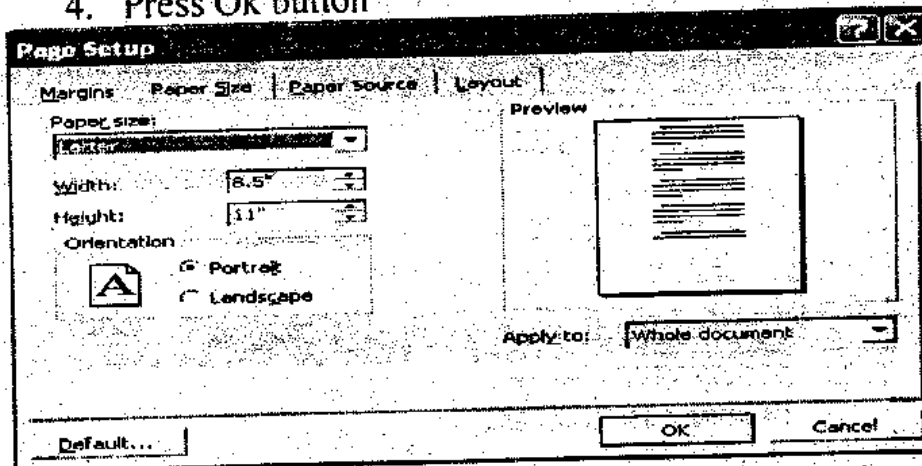 4. Press Ok button
Page Setup
Margins Paper Size Paper Source Layout
Paper size:
Preview
Width: 8.5"
Height: 11"
Orientation
A
Portrait
Landscape
Apply to: Whole document
Default... OK Cancel